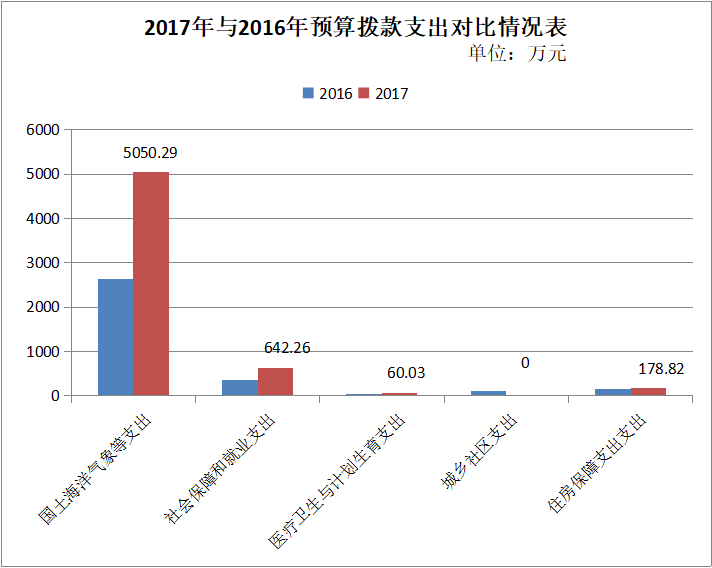 2017年与2016年预算拨款支出对比情况表
单位：万元
2016 2017
6000
5000
4000
3000
2000
1000
0
5050.29
642.26
60.03
0
178.82
国土海洋气象等支出
社会保障和就业支出
医疗卫生与计划生育支出
城乡社区支出
住房保障支出支出